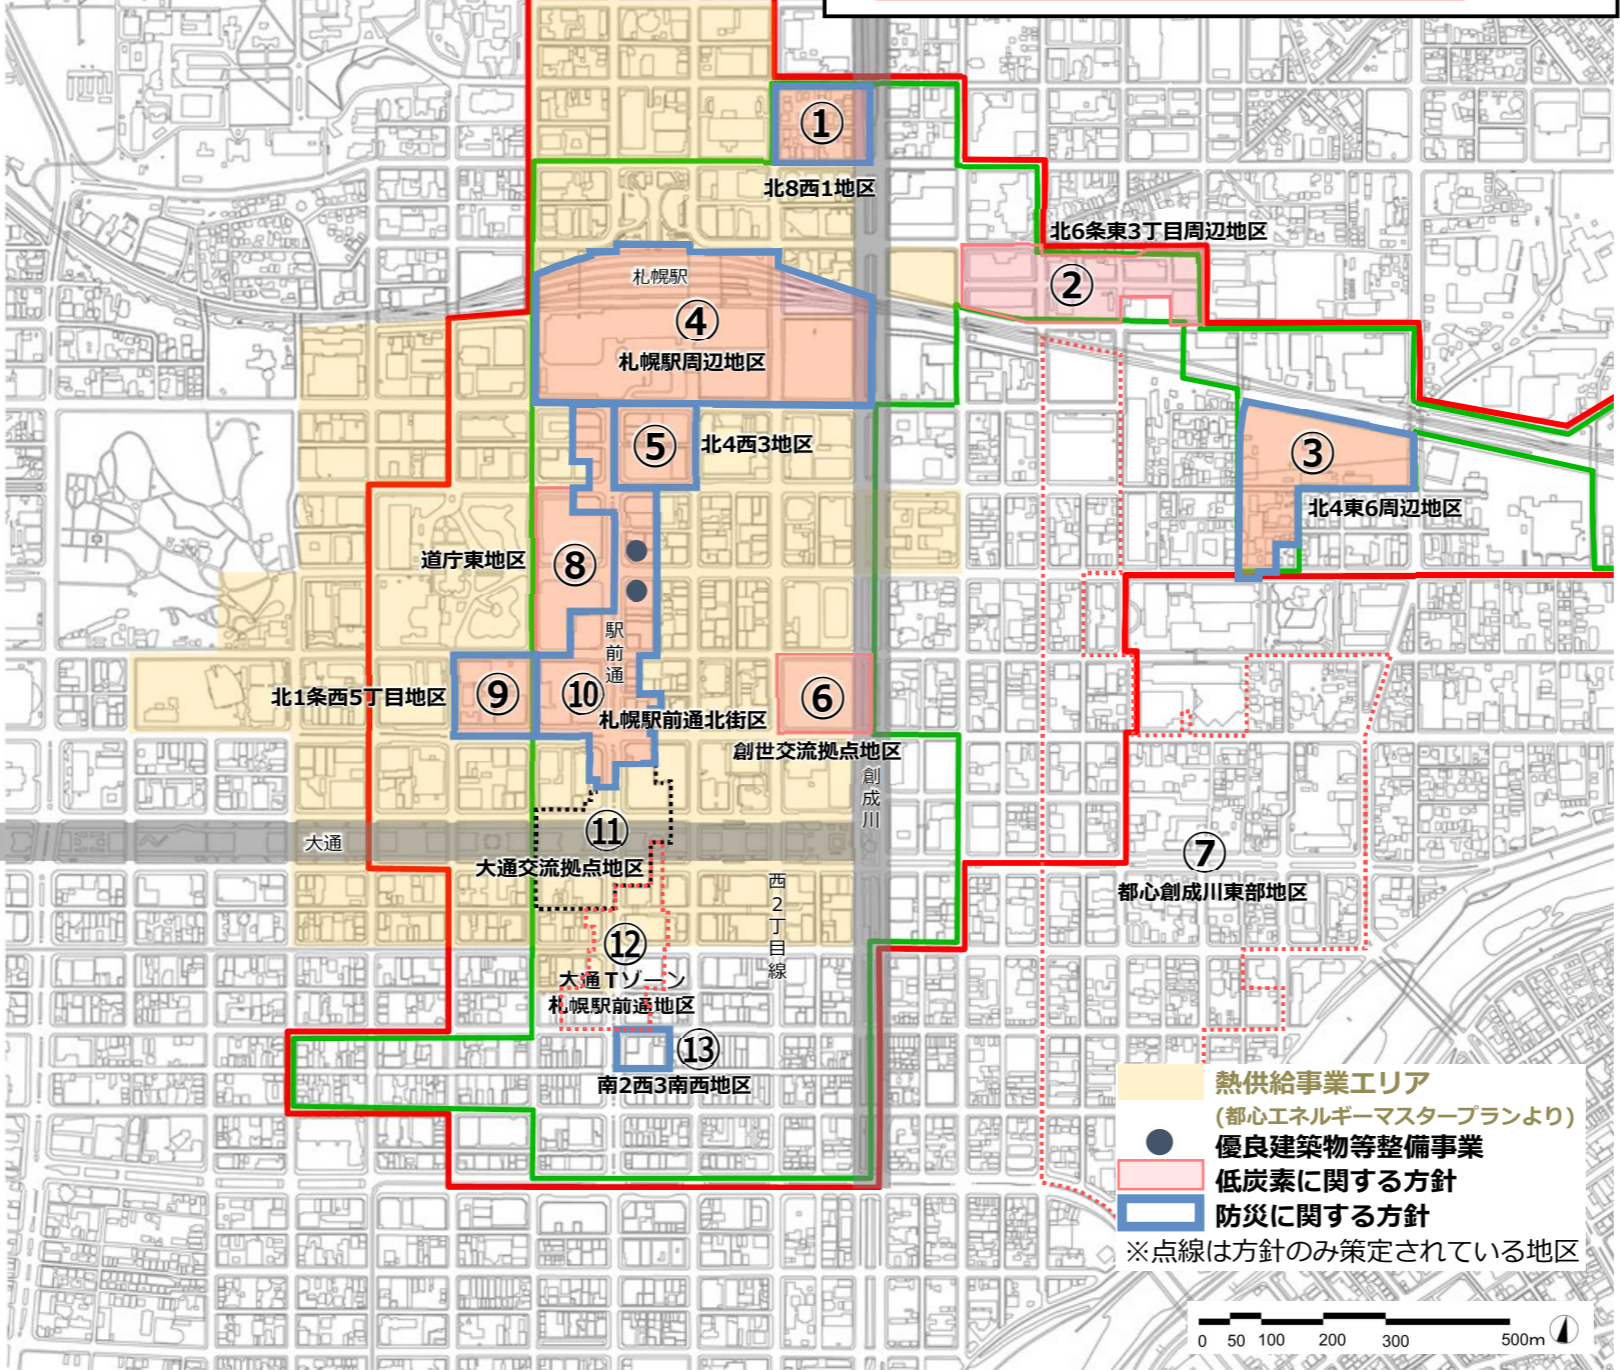 ①
北8西1地区
北6条東3丁目周辺地区
②
札幌駅
④
札幌駅周辺地区
⑤
北4西3地区
③
北4東6周辺地区
道庁東地区
⑧
駅前通
北1条西5丁目地区
⑨
⑩
札幌駅前通北街区
⑥
創世交流拠点地区
創成川
大通
⑪
大通交流拠点地区
⑦
都心創成川東部地区
西2丁目線
⑫
大通Tゾーン
札幌駅前通地区
⑬
南2西3南西地区
熱供給事業エリア
(都心エネルギーマスタープランより)
優良建築物等整備事業
低炭素に関する方針
防災に関する方針
※点線は方針のみ策定されている地区
0 50 100 200 300 500m